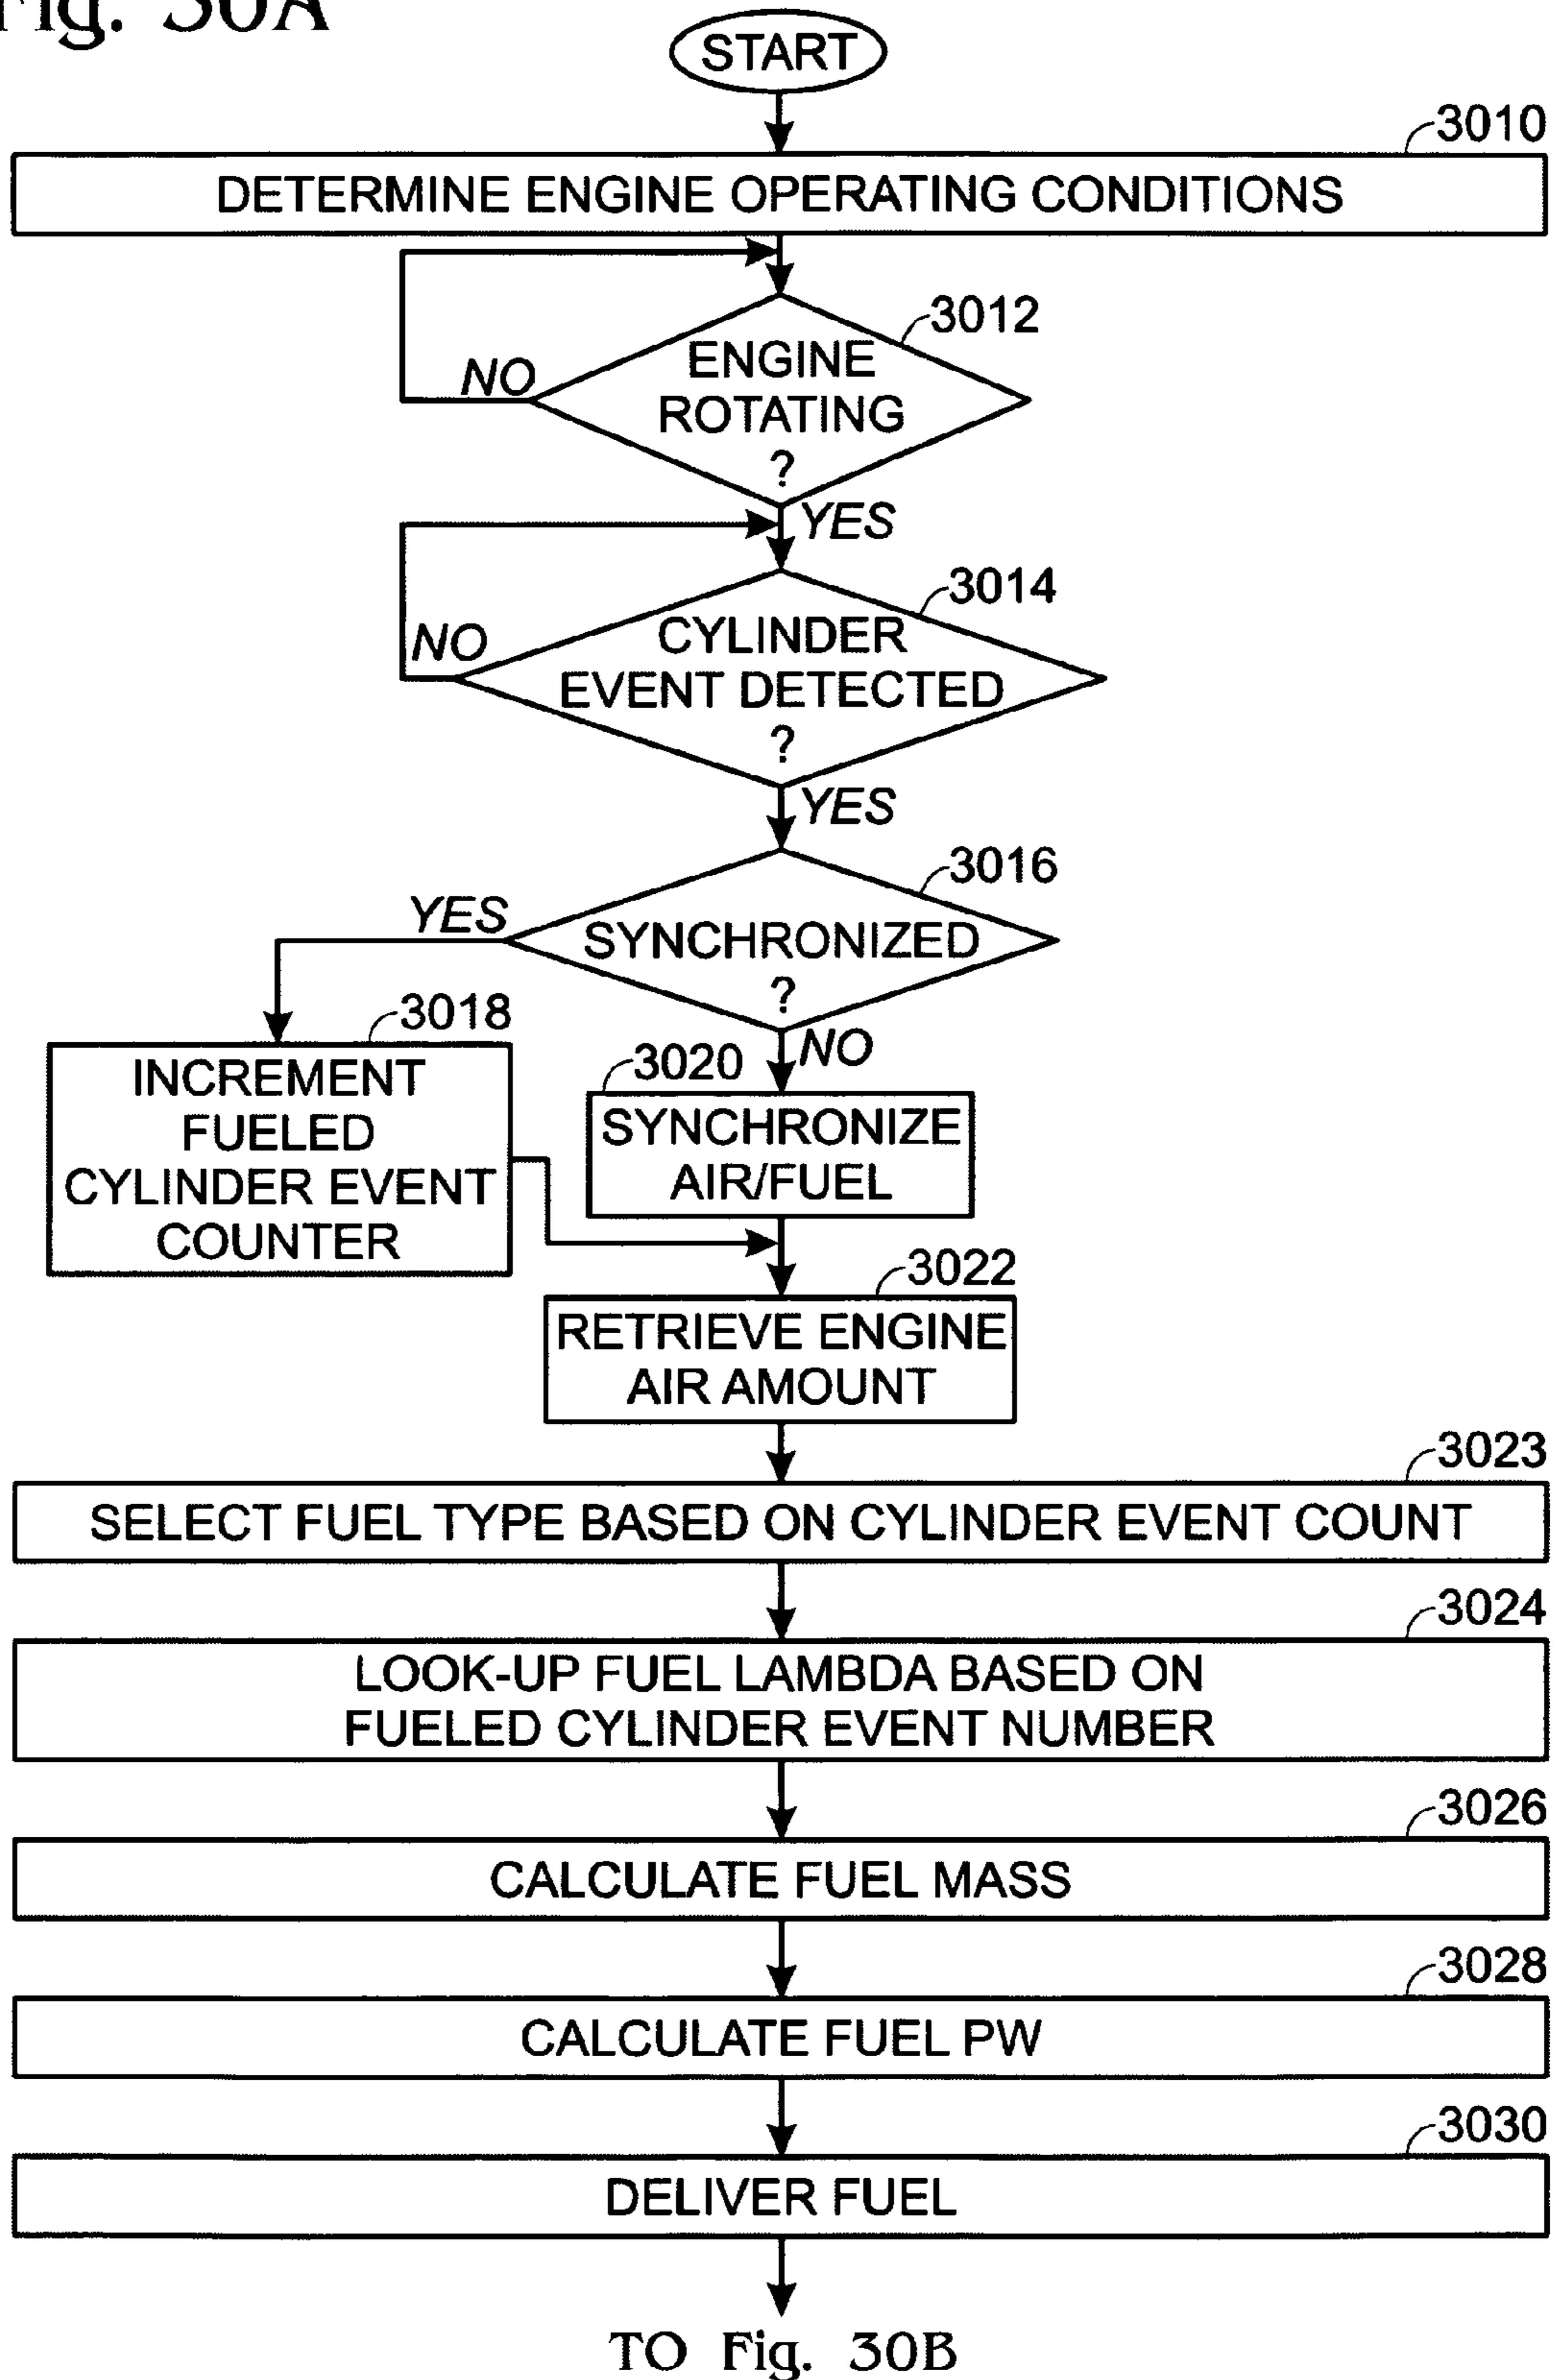 Fig. 30A
START
3010
DETERMINE ENGINE OPERATING CONDITIONS
3012
ENGINE
ROTATING
?
NO
YES
3014
CYLINDER
EVENT DETECTED
?
NO
YES
3016
SYNCHRONIZED
?
YES
NO
3018
INCREMENT
FUELED
CYLINDER EVENT
COUNTER
3020
SYNCHRONIZE
AIR/FUEL
3022
RETRIEVE ENGINE
AIR AMOUNT
3023
SELECT FUEL TYPE BASED ON CYLINDER EVENT COUNT
3024
LOOK-UP FUEL LAMBDA BASED ON
FUELED CYLINDER EVENT NUMBER
3026
CALCULATE FUEL MASS
3028
CALCULATE FUEL PW
3030
DELIVER FUEL
TO Fig. 30B